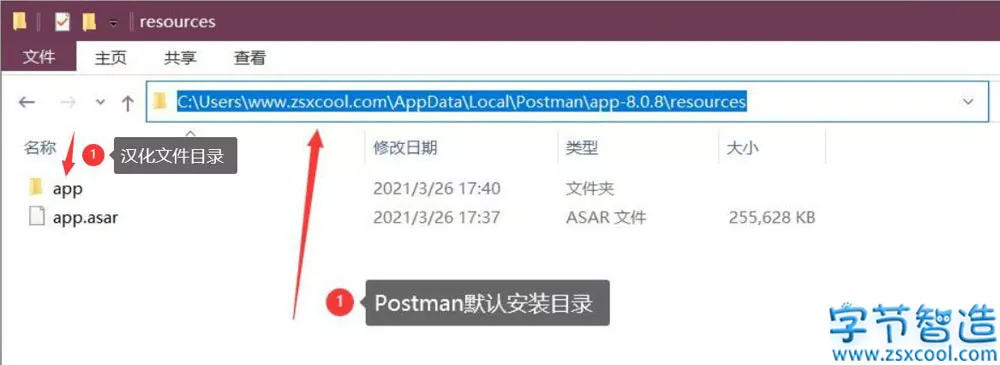 resources
文件 主页 共享 查看
C:\Users\www.zsxcool.com\AppData\Local\Postman\app-8.0.8\resources
名称 修改日期 类型 大小
1 汉化文件目录
app 2021/3/26 17:40 文件夹
app.asar 2021/3/26 17:37 ASAR 文件 255,628 KB
1 Postman默认安装目录
字节智造
www.zsxcool.com